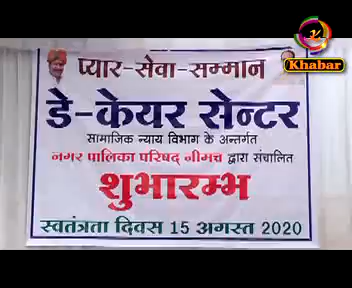 Khabar
प्यार-सेवा-सम्मान
डे-केयर सेन्टर
सामाजिक न्याय विभाग के अन्तर्गत
नगर पालिका परिषद् नीमच द्वारा संचालित
शुभारम्भ
स्वतंत्रता दिवस 15 अगस्त 2020